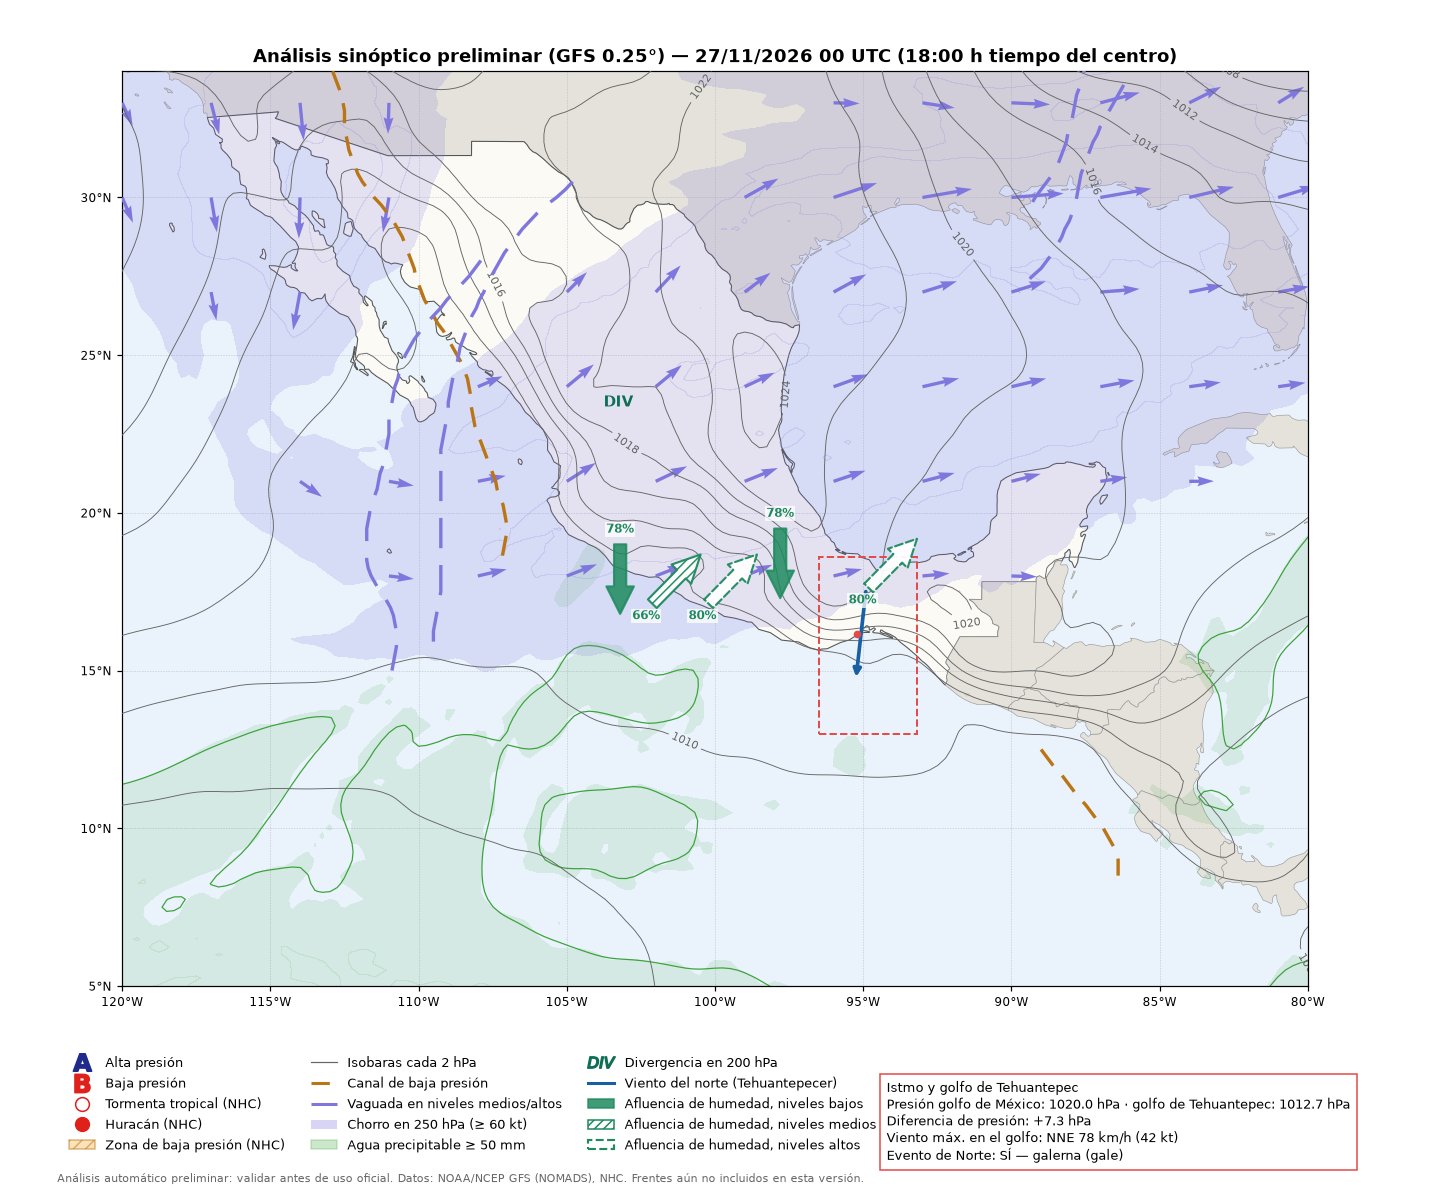 Análisis sinóptico preliminar (GFS 0.25°) — 27/11/2026 00 UTC (18:00 h tiempo del centro)
1022
1012
1014
1016
30°N
1020
1016
25°N
1024
DIV
1018
20°N
78%
78%
66%
80%
80%
1020
15°N
1010
10°N
5°N
120°W
115°W
110°W
105°W
100°W
95°W
90°W
85°W
80°W
A Alta presión
B Baja presión
Tormenta tropical (NHC)
Huracán (NHC)
Zona de baja presión (NHC)
Isobaras cada 2 hPa
Canal de baja presión
Vaguada en niveles medios/altos
Chorro en 250 hPa (≥ 60 kt)
Agua precipitable ≥ 50 mm
DIV Divergencia en 200 hPa
Viento del norte (Tehuantepecer)
Afluencia de humedad, niveles bajos
Afluencia de humedad, niveles medios
Afluencia de humedad, niveles altos
Istmo y golfo de Tehuantepec
Presión golfo de México: 1020.0 hPa · golfo de Tehuantepec: 1012.7 hPa
Diferencia de presión: +7.3 hPa
Viento máx. en el golfo: NNE 78 km/h (42 kt)
Evento de Norte: SÍ — galerna (gale)
Análisis automático preliminar: validar antes de uso oficial. Datos: NOAA/NCEP GFS (NOMADS), NHC. Frentes aún no incluidos en esta versión.